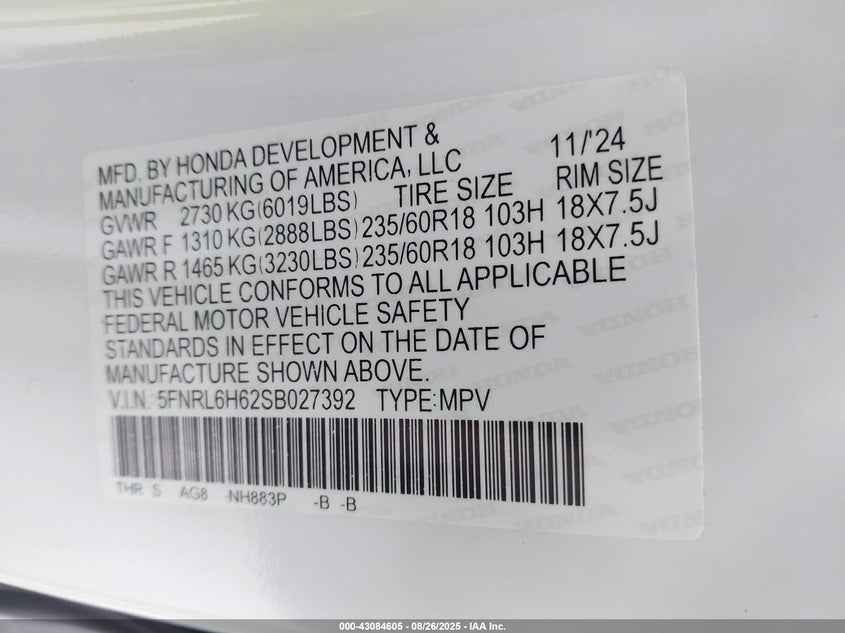 MFD. BY HONDA DEVELOPMENT & 11/'24
MANUFACTURING OF AMERICA, LLC
GVWR 2730 KG(6019LBS) TIRE SIZE RIM SIZE
GAWR F 1310 KG(2888LBS) 235/60R18 103H 18X7.5J
GAWR R 1465 KG(3230LBS) 235/60R18 103H 18X7.5J
THIS VEHICLE CONFORMS TO ALL APPLICABLE
FEDERAL MOTOR VEHICLE SAFETY
STANDARDS IN EFFECT ON THE DATE OF
MANUFACTURE SHOWN ABOVE.
V.I.N.: 5FNRL6H62SB027392 TYPE:MPV
THR S AG8 NH883P -B -B
000-43084605 - 08/26/2025 - IAA Inc.